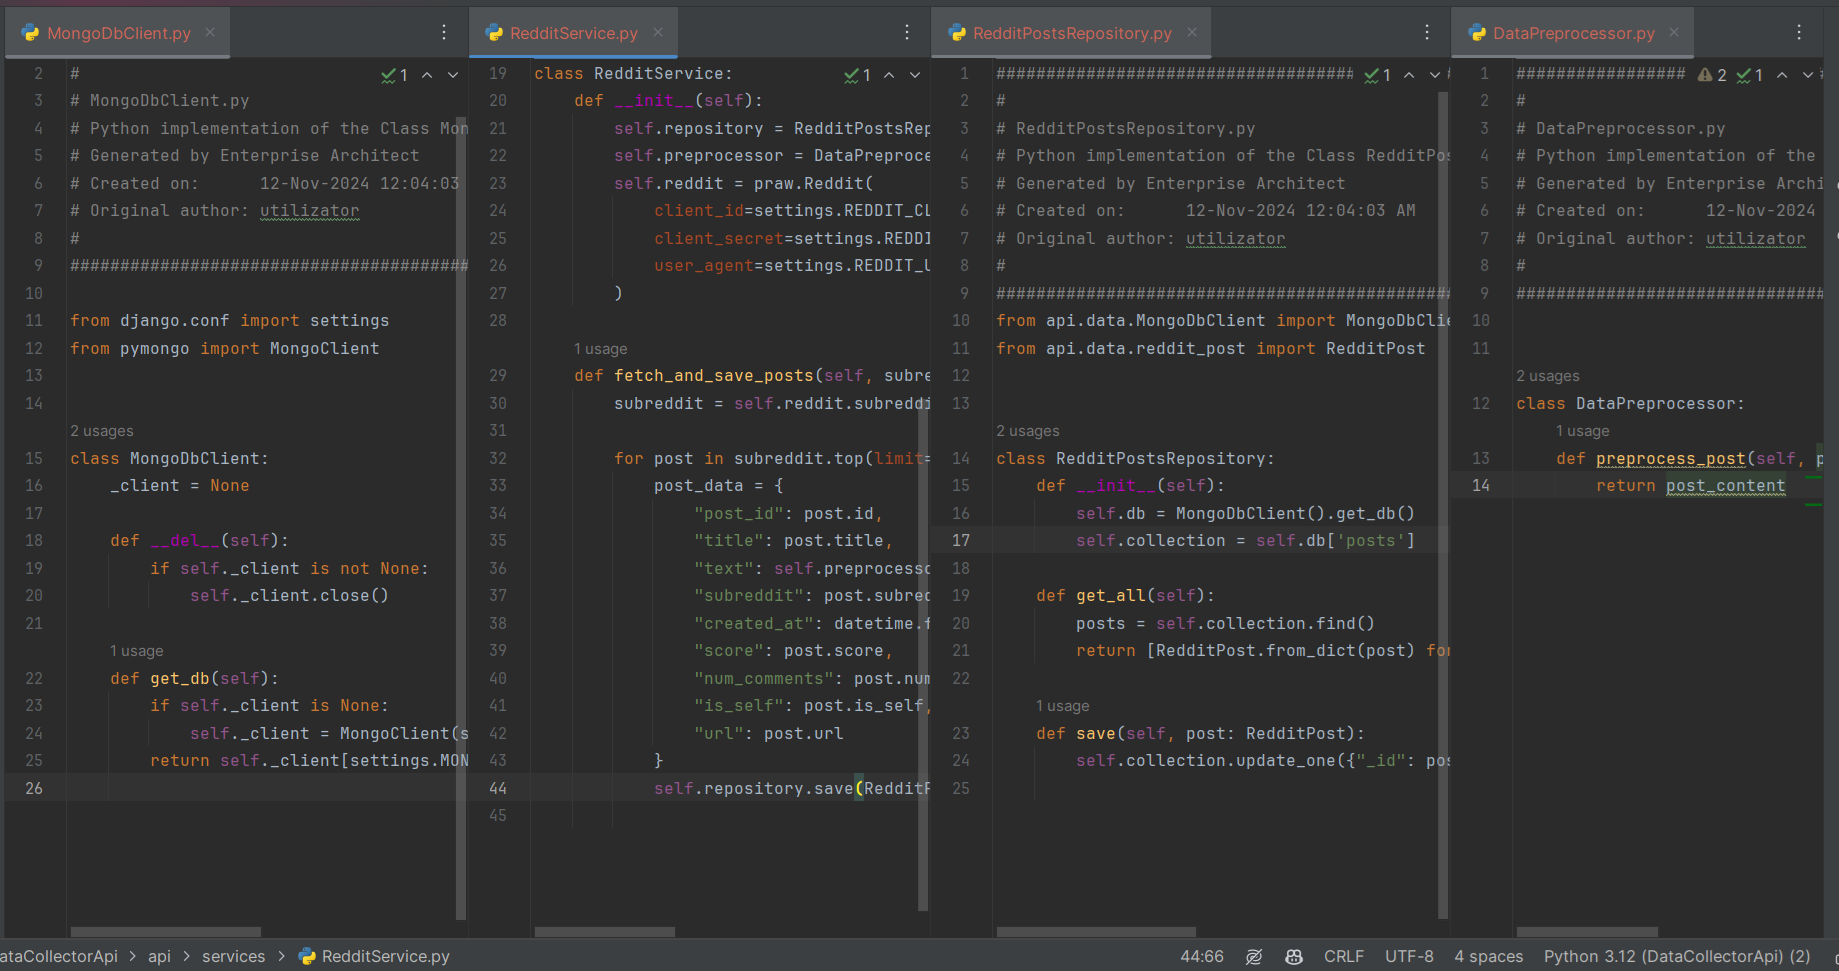 MongoDbClient.py
1
2 #
3 # MongoDbClient.py
4 # Python implementation of the Class Mon
5 # Generated by Enterprise Architect
6 # Created on:      12-Nov-2024 12:04:03
7 # Original author: utilizator
8 #
9 ########################################
10
11 from django.conf import settings
12 from pymongo import MongoClient
13
14
2 usages
15 class MongoDbClient:
16     _client = None
17
18     def __del__(self):
19         if self._client is not None:
20             self._client.close()
21
1 usage
22     def get_db(self):
23         if self._client is None:
24             self._client = MongoClient(s
25         return self._client[settings.MON
26
RedditService.py
1
19 class RedditService:
20     def __init__(self):
21         self.repository = RedditPostsRep
22         self.preprocessor = DataPreproce
23         self.reddit = praw.Reddit(
24             client_id=settings.REDDIT_CL
25             client_secret=settings.REDDI
26             user_agent=settings.REDDIT_U
27         )
28
1 usage
29     def fetch_and_save_posts(self, subre
30         subreddit = self.reddit.subreddi
31
32         for post in subreddit.top(limit=
33             post_data = {
34                 "post_id": post.id,
35                 "title": post.title,
36                 "text": self.preprocesso
37                 "subreddit": post.subred
38                 "created_at": datetime.f
39                 "score": post.score,
40                 "num_comments": post.num
41                 "is_self": post.is_self,
42                 "url": post.url
43             }
44             self.repository.save(RedditP
45
RedditPostsRepository.py
1
1 ####################################
2 #
3 # RedditPostsRepository.py
4 # Python implementation of the Class RedditPos
5 # Generated by Enterprise Architect
6 # Created on:      12-Nov-2024 12:04:03 AM
7 # Original author: utilizator
8 #
9 ##############################################
10 from api.data.MongoDbClient import MongoDbClie
11 from api.data.reddit_post import RedditPost
12
13
2 usages
14 class RedditPostsRepository:
15     def __init__(self):
16         self.db = MongoDbClient().get_db()
17         self.collection = self.db['posts']
18
19     def get_all(self):
20         posts = self.collection.find()
21         return [RedditPost.from_dict(post) for
22
1 usage
23     def save(self, post: RedditPost):
24         self.collection.update_one({"_id": pos
25
DataPreprocessor.py
2 1
1 #################
2 #
3 # DataPreprocessor.py
4 # Python implementation of the
5 # Generated by Enterprise Archi
6 # Created on:      12-Nov-2024
7 # Original author: utilizator
8 #
9 ###############################
10
11
2 usages
12 class DataPreprocessor:
1 usage
13     def preprocess_post(self, p
14         return post_content
ataCollectorApi > api > services > RedditService.py
44:66 CRLF UTF-8 4 spaces Python 3.12 (DataCollectorApi) (2)